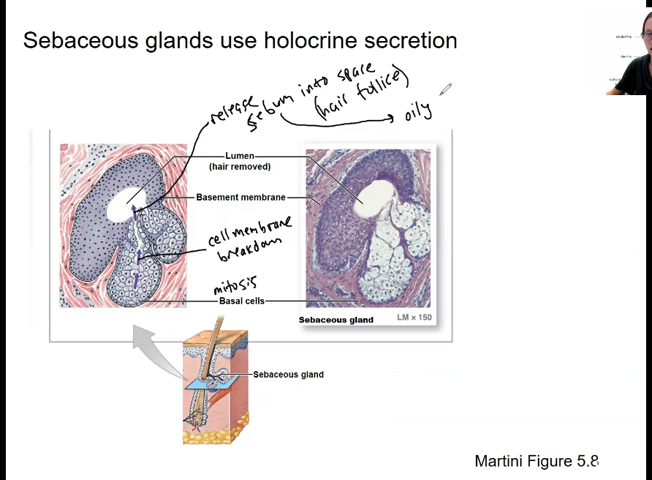 Sebaceous glands use holocrine secretion
release sebum into space
(hair follice)
oily
Lumen
(hair removed)
Basement membrane
cell membrane
breakdown
mitosis
Basal cells
Sebaceous gland
LM × 150
Sebaceous gland
Martini Figure 5.8